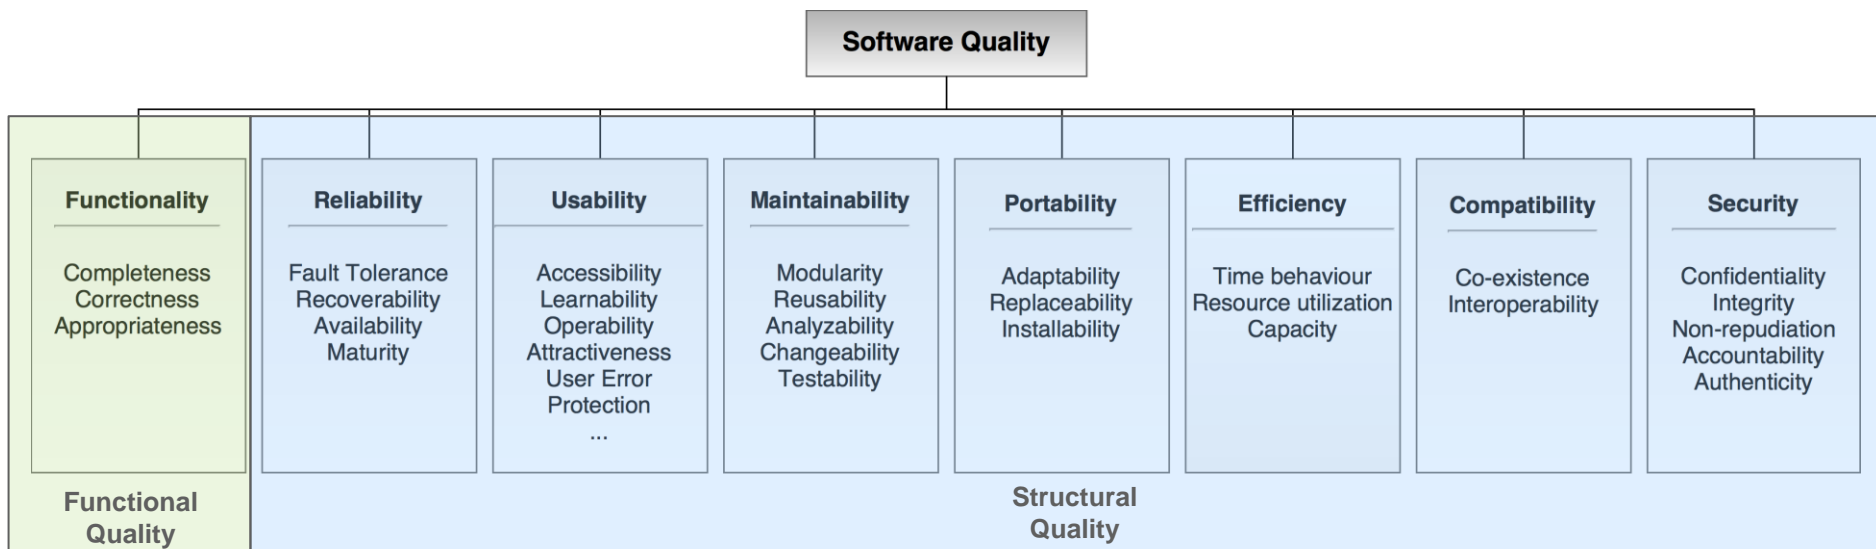 Software Quality
Functionality
Completeness
Correctness
Appropriateness
Reliability
Fault Tolerance
Recoverability
Availability
Maturity
Usability
Accessibility
Learnability
Operability
Attractiveness
User Error
Protection
...
Maintainability
Modularity
Reusability
Analyzability
Changeability
Testability
Portability
Adaptability
Replaceability
Installability
Efficiency
Time behaviour
Resource utilization
Capacity
Compatibility
Co-existence
Interoperability
Security
Confidentiality
Integrity
Non-repudiation
Accountability
Authenticity
Functional
Quality
Structural
Quality